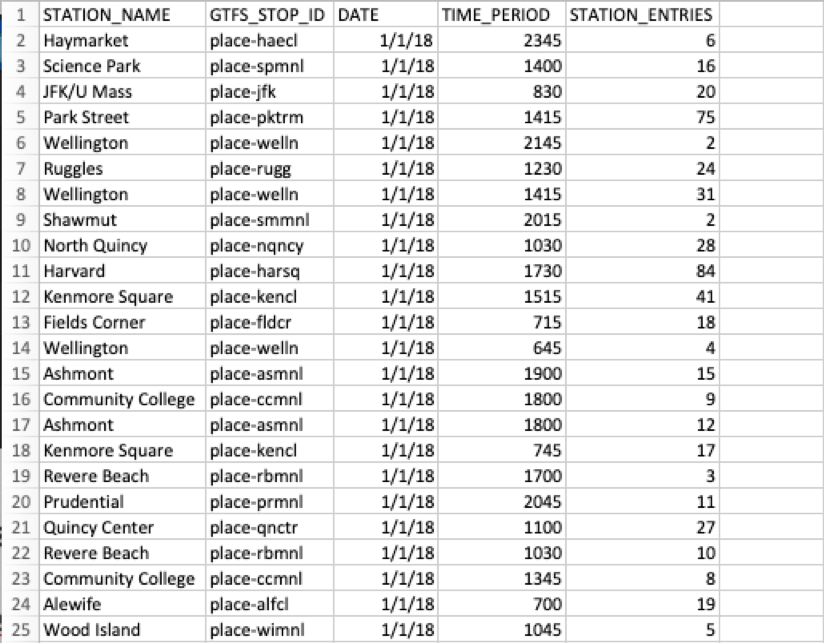 1 STATION_NAME GTFS_STOP_ID DATE TIME_PERIOD STATION_ENTRIES
2 Haymarket place-haecl 1/1/18 2345 6
3 Science Park place-spmnl 1/1/18 1400 16
4 JFK/U Mass place-jfk 1/1/18 830 20
5 Park Street place-pktrm 1/1/18 1415 75
6 Wellington place-welln 1/1/18 2145 2
7 Ruggles place-rugg 1/1/18 1230 24
8 Wellington place-welln 1/1/18 1415 31
9 Shawmut place-smmnl 1/1/18 2015 2
10 North Quincy place-nqncy 1/1/18 1030 28
11 Harvard place-harsq 1/1/18 1730 84
12 Kenmore Square place-kencl 1/1/18 1515 41
13 Fields Corner place-fldcr 1/1/18 715 18
14 Wellington place-welln 1/1/18 645 4
15 Ashmont place-asmnl 1/1/18 1900 15
16 Community College place-ccmnl 1/1/18 1800 9
17 Ashmont place-asmnl 1/1/18 1800 12
18 Kenmore Square place-kencl 1/1/18 745 17
19 Revere Beach place-rbmnl 1/1/18 1700 3
20 Prudential place-prmnl 1/1/18 2045 11
21 Quincy Center place-qnctr 1/1/18 1100 27
22 Revere Beach place-rbmnl 1/1/18 1030 10
23 Community College place-ccmnl 1/1/18 1345 8
24 Alewife place-alfcl 1/1/18 700 19
25 Wood Island place-wimnl 1/1/18 1045 5